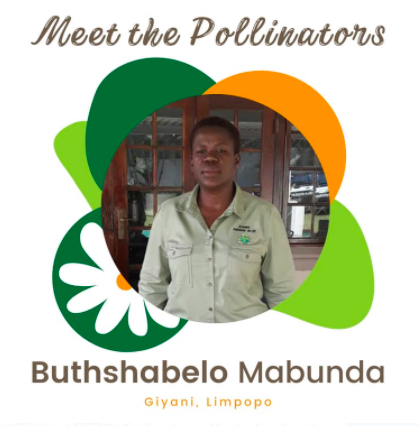 Meet the Pollinators
Buthshabelo Mabunda
Giyani, Limpopo